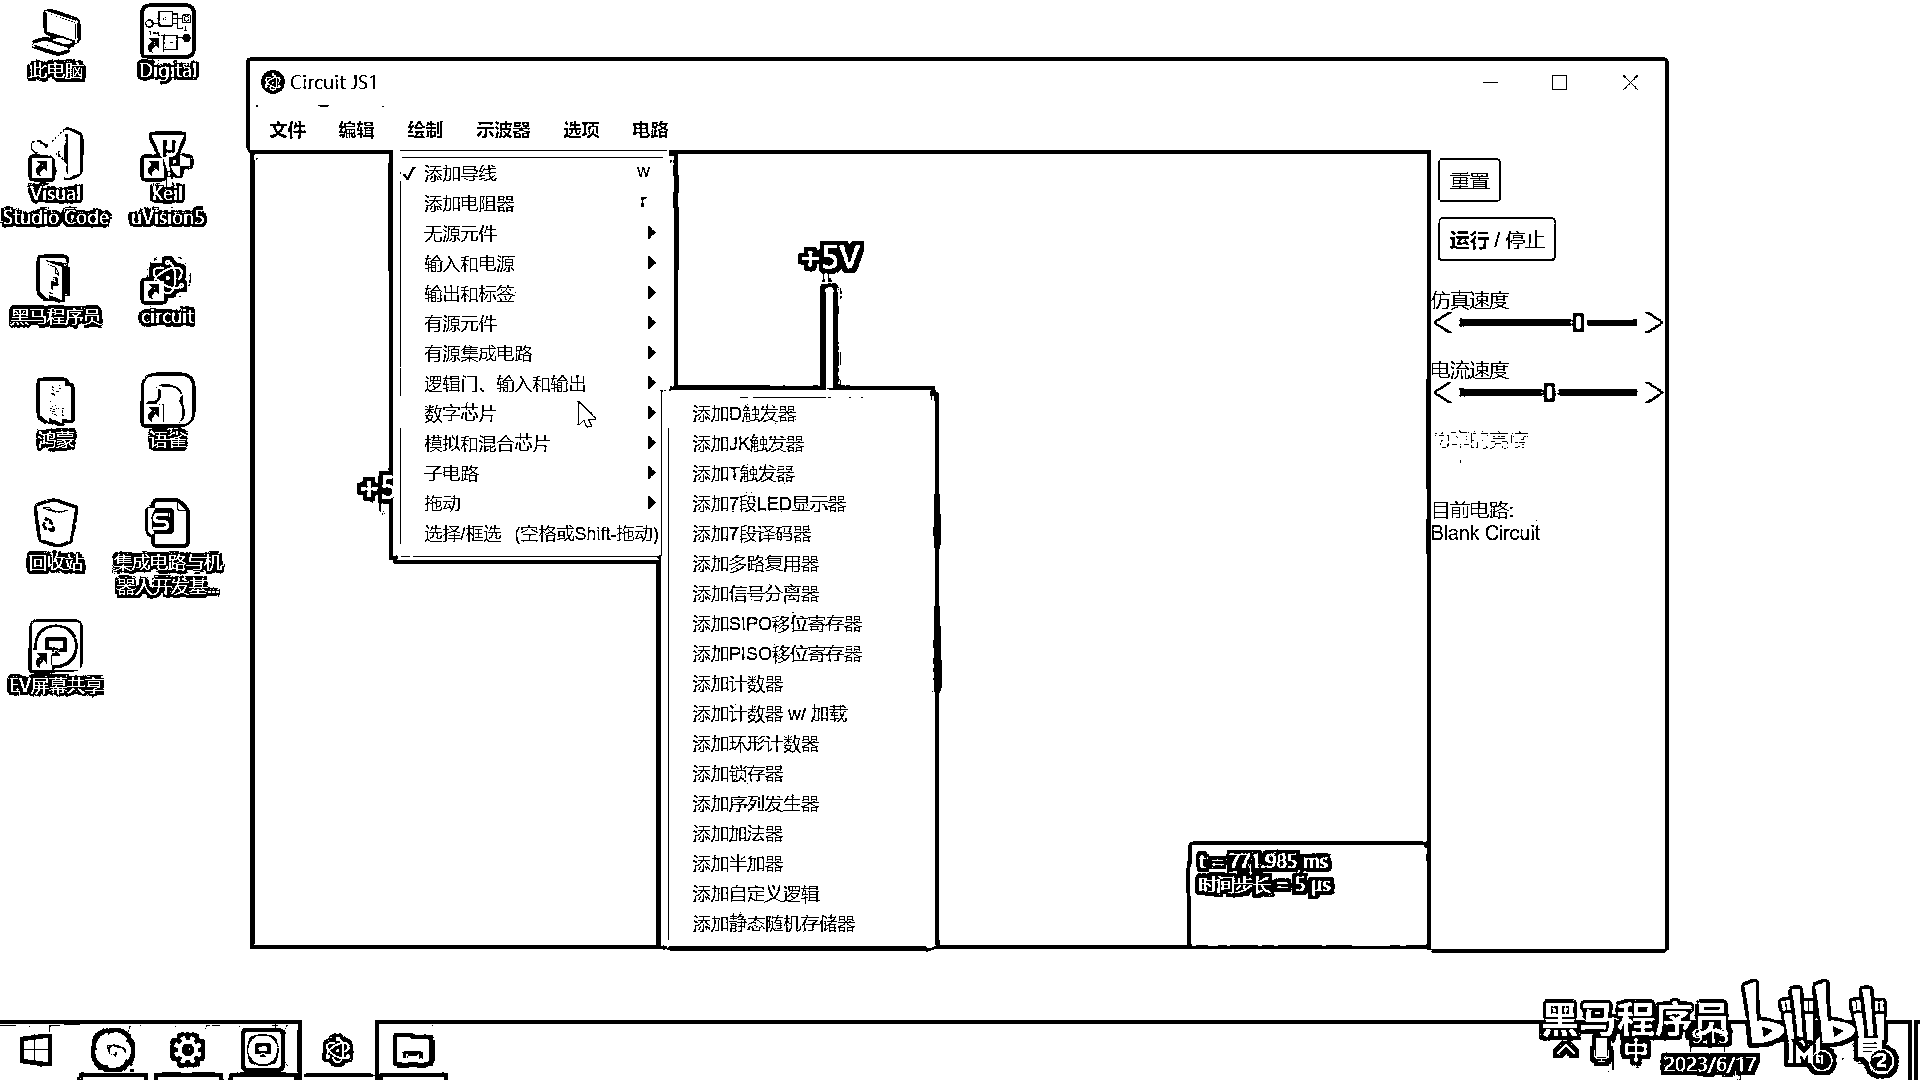 此电脑
Digital
Visual
Studio Code
Keil
uVision5
黑马程序员
circuit
鸿蒙
语雀
回收站
集成电路与机
器人开发基...
EV屏幕共享
Circuit JS1
文件 编辑 绘制 示波器 选项 电路
添加导线 w
添加电阻器 r
无源元件
输入和电源
输出和标签
有源元件
有源集成电路
逻辑门、输入和输出
数字芯片
模拟和混合芯片
子电路
拖动
选择/框选 (空格或Shift-拖动)
+5V
+5
添加D触发器
添加JK触发器
添加T触发器
添加7段LED显示器
添加7段译码器
添加多路复用器
添加信号分离器
添加SIPO移位寄存器
添加PISO移位寄存器
添加计数器
添加计数器 w/ 加载
添加环形计数器
添加锁存器
添加序列发生器
添加加法器
添加半加器
添加自定义逻辑
添加静态随机存储器
t = 771.985 ms
时间步长 = 5 μs
重置
运行 / 停止
仿真速度
电流速度
目前电路:
Blank Circuit
黑马程序员 bilibili
中
2023/6/17
2